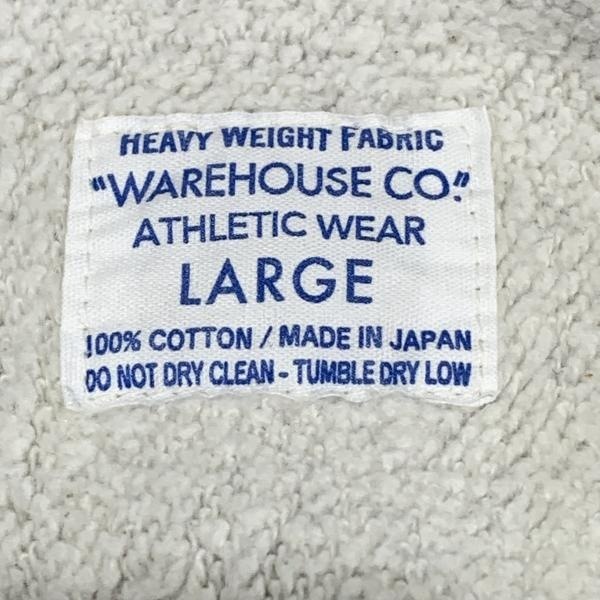 HEAVY WEIGHT FABRIC
"WAREHOUSE CO."
ATHLETIC WEAR
LARGE
100% COTTON / MADE IN JAPAN
DO NOT DRY CLEAN - TUMBLE DRY LOW